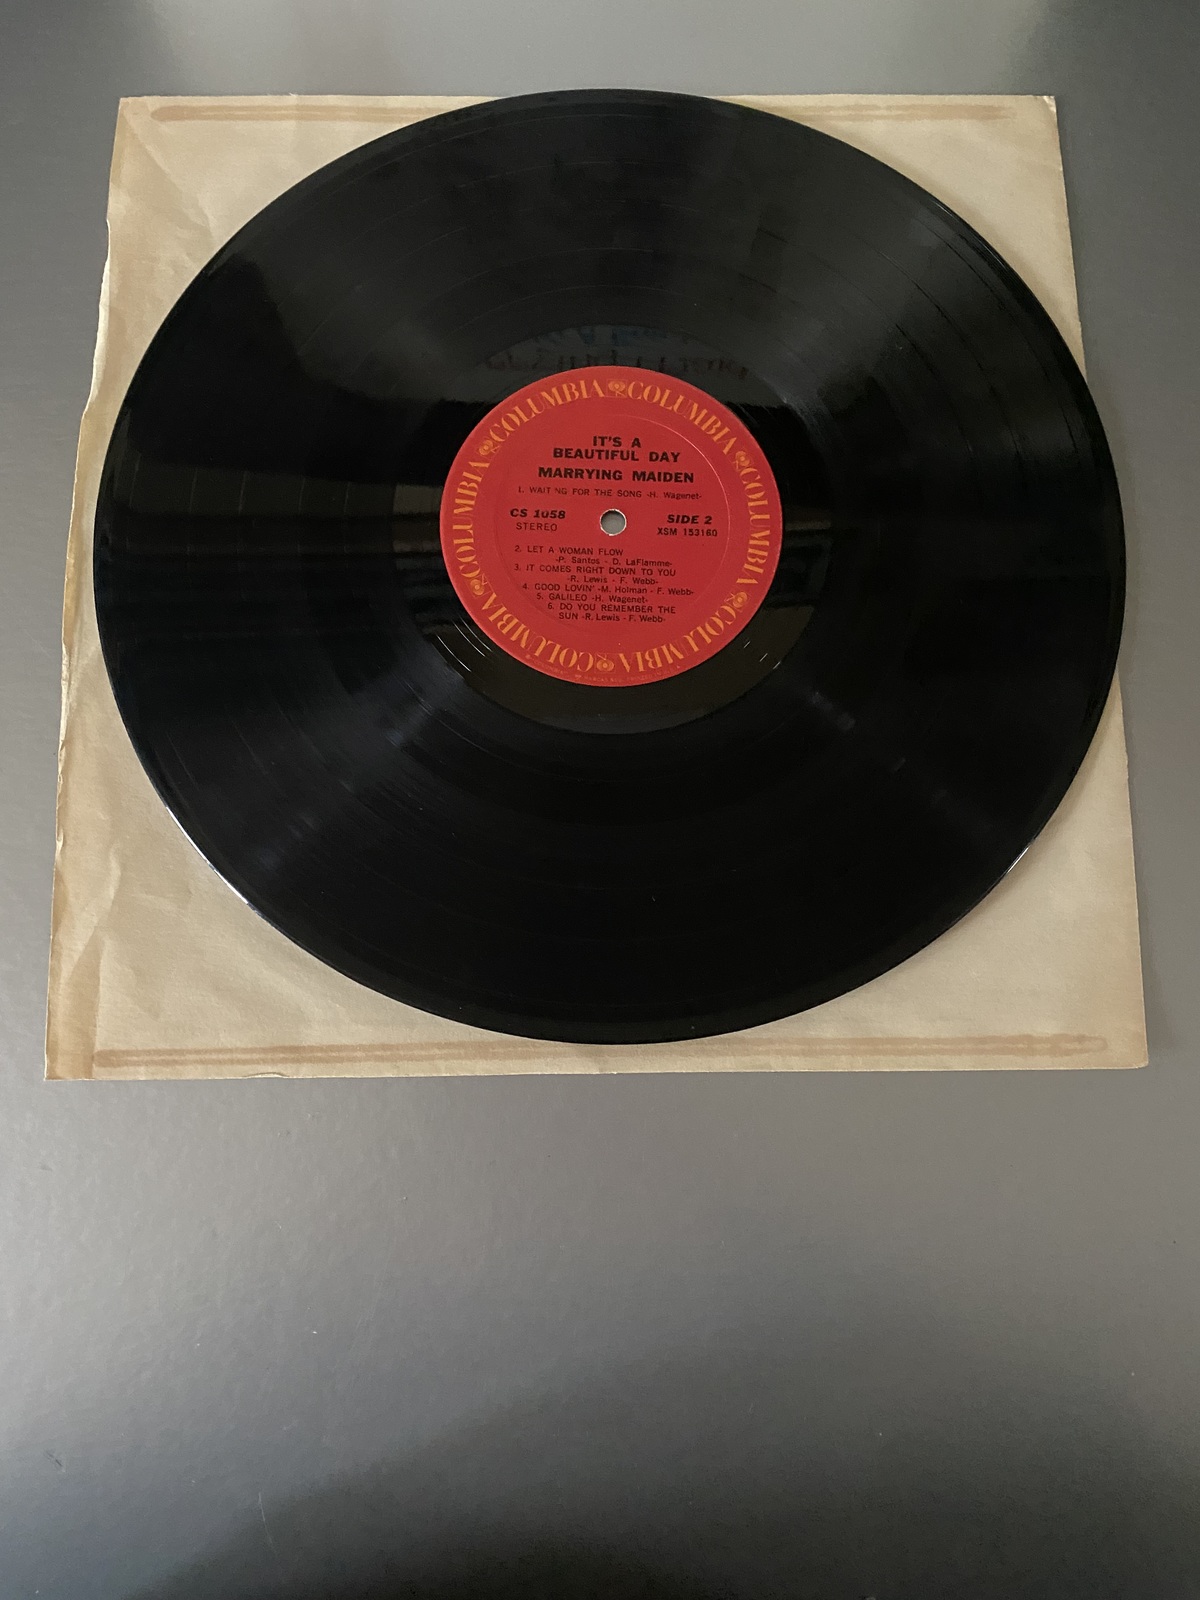 COLUMBIA COLUMBIA COLUMBIA COLUMBIA COLUMBIA COLUMBIA
IT'S A
BEAUTIFUL DAY
MARRYING MAIDEN
1. WAITING FOR THE SONG -H. Wagenet-
CS 1058 SIDE 2
STEREO XSM 153160
2. LET A WOMAN FLOW
-P. Santos - D. LaFlamme-
3. IT COMES RIGHT DOWN TO YOU
-R. Lewis - F. Webb-
4. GOOD LOVIN' -M. Holman - F. Webb-
5. GALILEO -H. Wagenet-
6. DO YOU REMEMBER THE
SUN -R. Lewis - F. Webb-